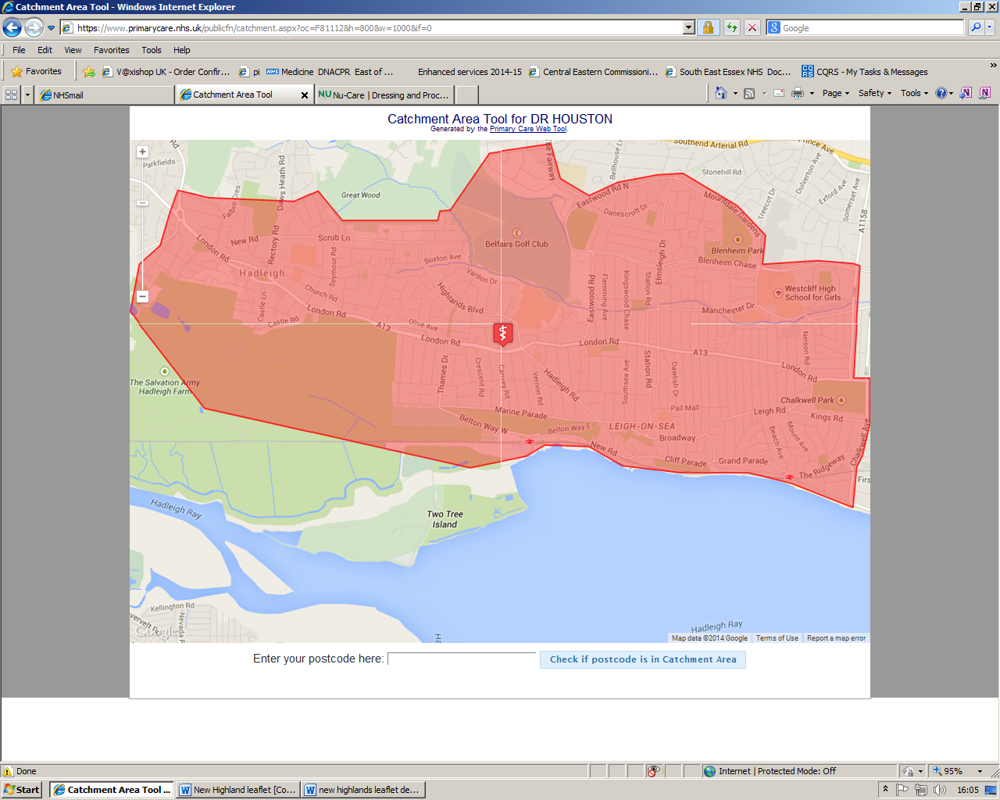 Catchment Area Tool - Windows Internet Explorer
https://www.primarycare.nhs.uk/publicfn/catchment.aspx?oc=F81112&h=800&w=1000&if=0
Google
File Edit View Favorites Tools Help
Favorites
V@xishop UK - Order Confir...
pi
NHS Medicine
DNACPR East of ...
Enhanced services 2014-15
Central Eastern Commissioni...
South East Essex NHS Doc...
CQRS - My Tasks & Messages
NHSmail
Catchment Area Tool
NU Nu-Care | Dressing and Proc...
Page Safety Tools
Catchment Area Tool for DR HOUSTON
Generated by the Primary Care Web Tool.
Parkfields
Daws Heath Rd
Falbro Cres
Great Wood
The Fairway
Bellhouse Ln
Southend Arterial Rd
Prince Ave
Stonehill Rd
Dulverton Ave
Exford Ave
Somerset Ave
Treecot Dr
A1158
Eastwood Rd N
Danescroft Dr
Mountdale Gardens
London Rd
New Rd
Rectory Rd
Scrub Ln
Seymour Rd
Buxton Ave
Belfairs Golf Club
Elmsleigh Dr
Blenheim Park
Blenheim Chase
Hadleigh
Vardon Dr
Highlands Blvd
Church Rd
Castle Ln
Castle Rd
London Rd
A13
Olive Ave
London Rd
Eastwood Rd
Flemming Ave
Kingswood Chase
Station Rd
Manchester Dr
Westcliff High
School for Girls
London Rd
A13
Nelson Rd
London Rd
The Salvation Army
Hadleigh Farm
Thames Dr
Crescent Rd
Canvey Rd
Vernon Rd
Hadleigh Rd
Southsea Ave
Station Rd
Dawlish Dr
Pall Mall
Chalkwell Park
Leigh Rd
Kings Rd
Marine Parade
Belton Way W
Belton Way E
LEIGH-ON-SEA
Broadway
Beach Ave
Mount Ave
Chalkwell Ave
New Rd
Cliff Parade
Grand Parade
The Ridgeway
Firs
Hadleigh Ray
Two Tree
Island
Kellington Rd
Nevada Rd
Google
Hadleigh Ray
Map data ©2014 Google
Terms of Use
Report a map error
Enter your postcode here:
Check if postcode is in Catchment Area
Done
Internet | Protected Mode: Off
95%
Start
Catchment Area Tool ...
New Highland leaflet [Co...
new highlands leaflet de...
16:05